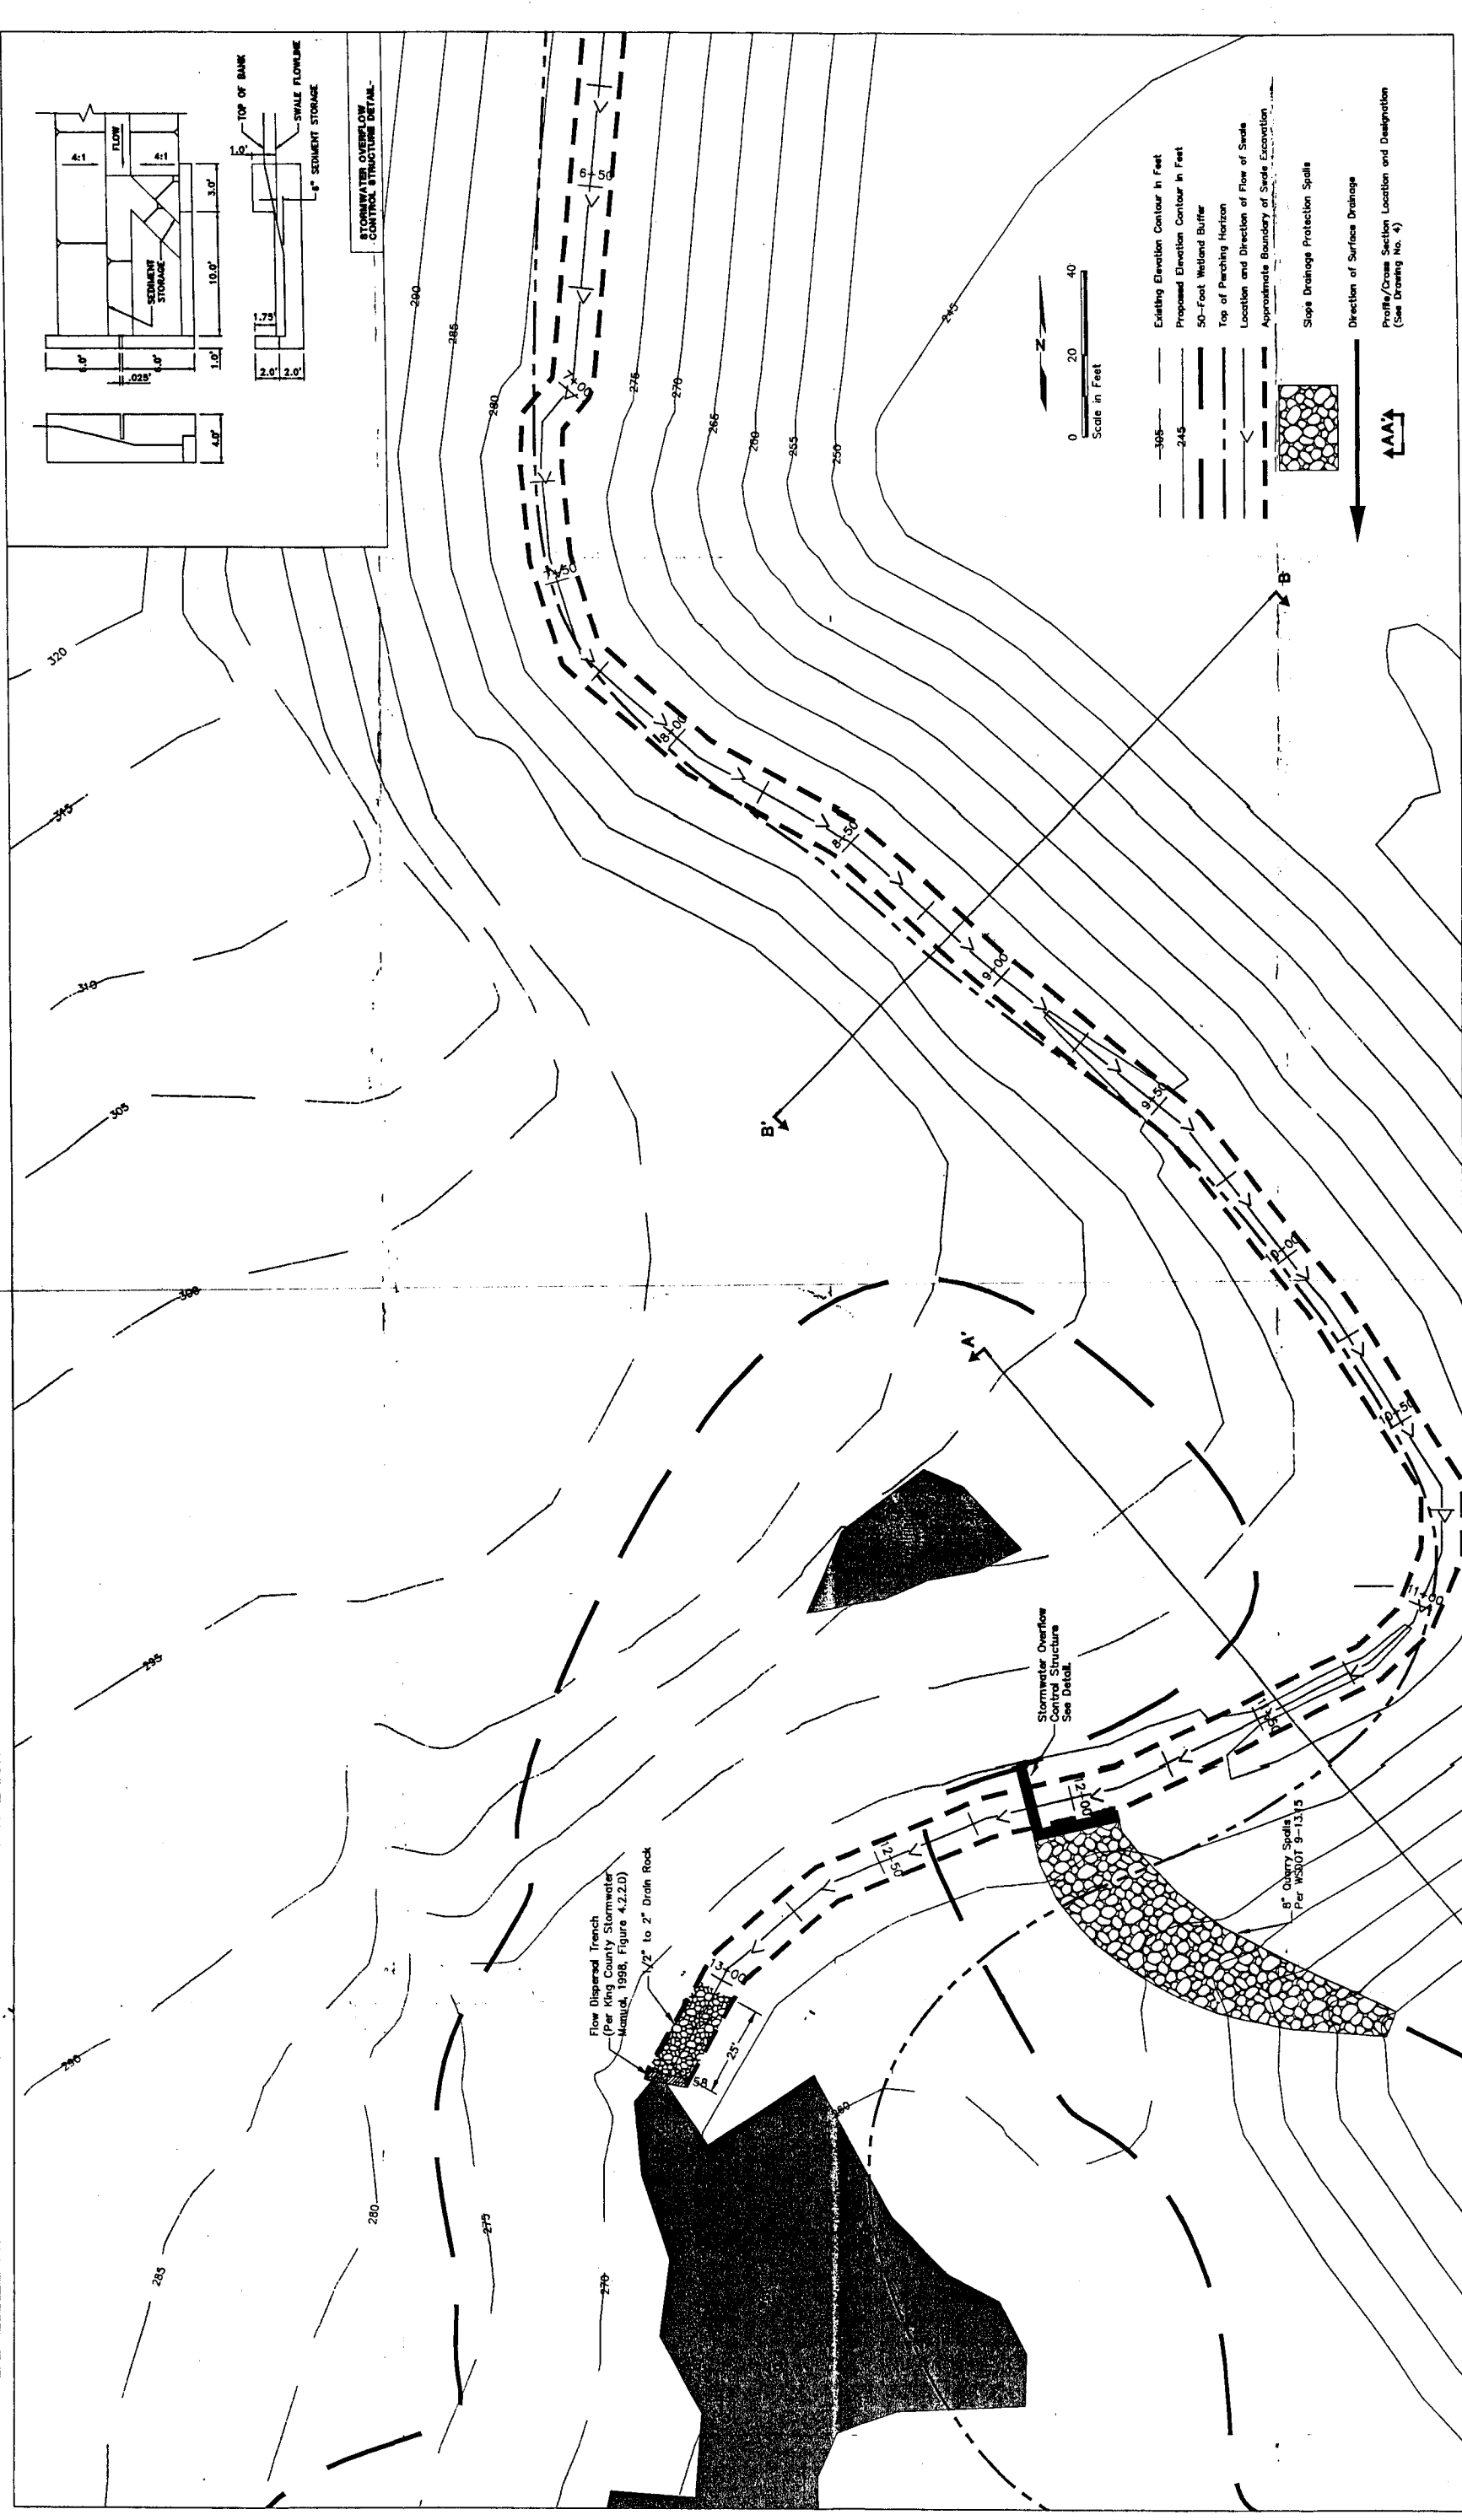 TOP OF BANK
SWALE FLOWLINE
6" SEDIMENT STORAGE
STORMWATER OVERFLOW
CONTROL STRUCTURE DETAIL
4:1
FLOW
4:1
SEDIMENT
STORAGE
3.0'
10.0'
1.0'
6.0'
6.0'
.025'
1.0'
1.75'
2.0'
2.0'
4.0'
320
315
310
305
300
295
290
285
280
275
270
290
285
280
275
270
265
260
255
250
245
260
6+50
7+00
7+50
8+00
8+50
9+00
9+50
10+00
10+50
11+00
11+50
12+00
12+50
13+00
B
B'
A'
N
0 20 40
Scale in Feet
305 Existing Elevation Contour in Feet
245 Proposed Elevation Contour in Feet
50-Foot Wetland Buffer
Top of Perching Horizon
Location and Direction of Flow of Swale
Approximate Boundary of Swale Excavation
Slope Drainage Protection Spalls
Direction of Surface Drainage
AA' Profile/Cross Section Location and Designation
(See Drawing No. 4)
Stormwater Overflow
Control Structure
See Detail.
8" Quarry Spalls
Per WSDOT 9-13.15
Flow Dispersal Trench
(Per King County Stormwater
Manual, 1998, Figure 4.2.2.D)
1/2" to 2" Drain Rock
25'
58